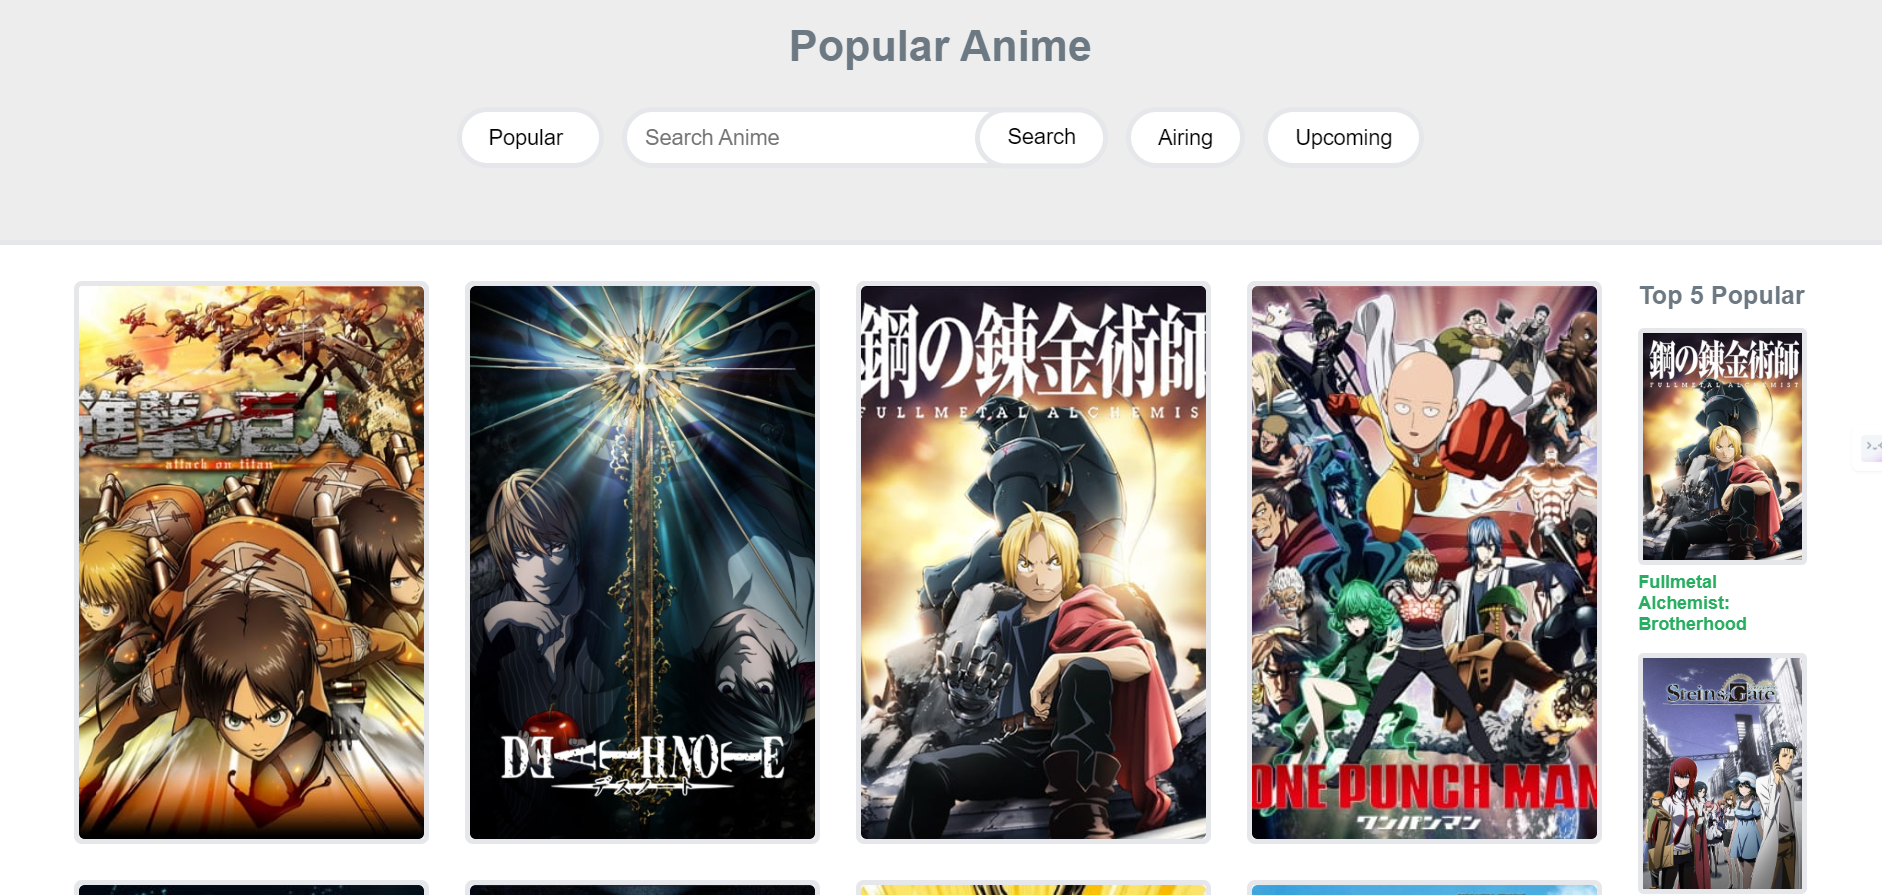 Popular Anime
Popular
Search Anime
Search
Airing
Upcoming
進撃の巨人
attack on titan
DEATH NOTE
デスノート
鋼の錬金術師
FULLMETAL ALCHEMIS
ONE PUNCH MAN
ワンパンマン
Top 5 Popular
鋼の錬金術師
FULLMETAL ALCHEMIST
Fullmetal
Alchemist:
Brotherhood
Steins;Gate